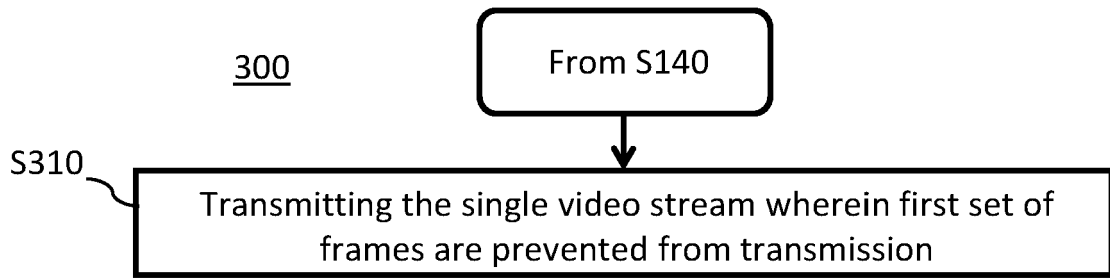 300
From S140
S310
Transmitting the single video stream wherein first set of
frames are prevented from transmission